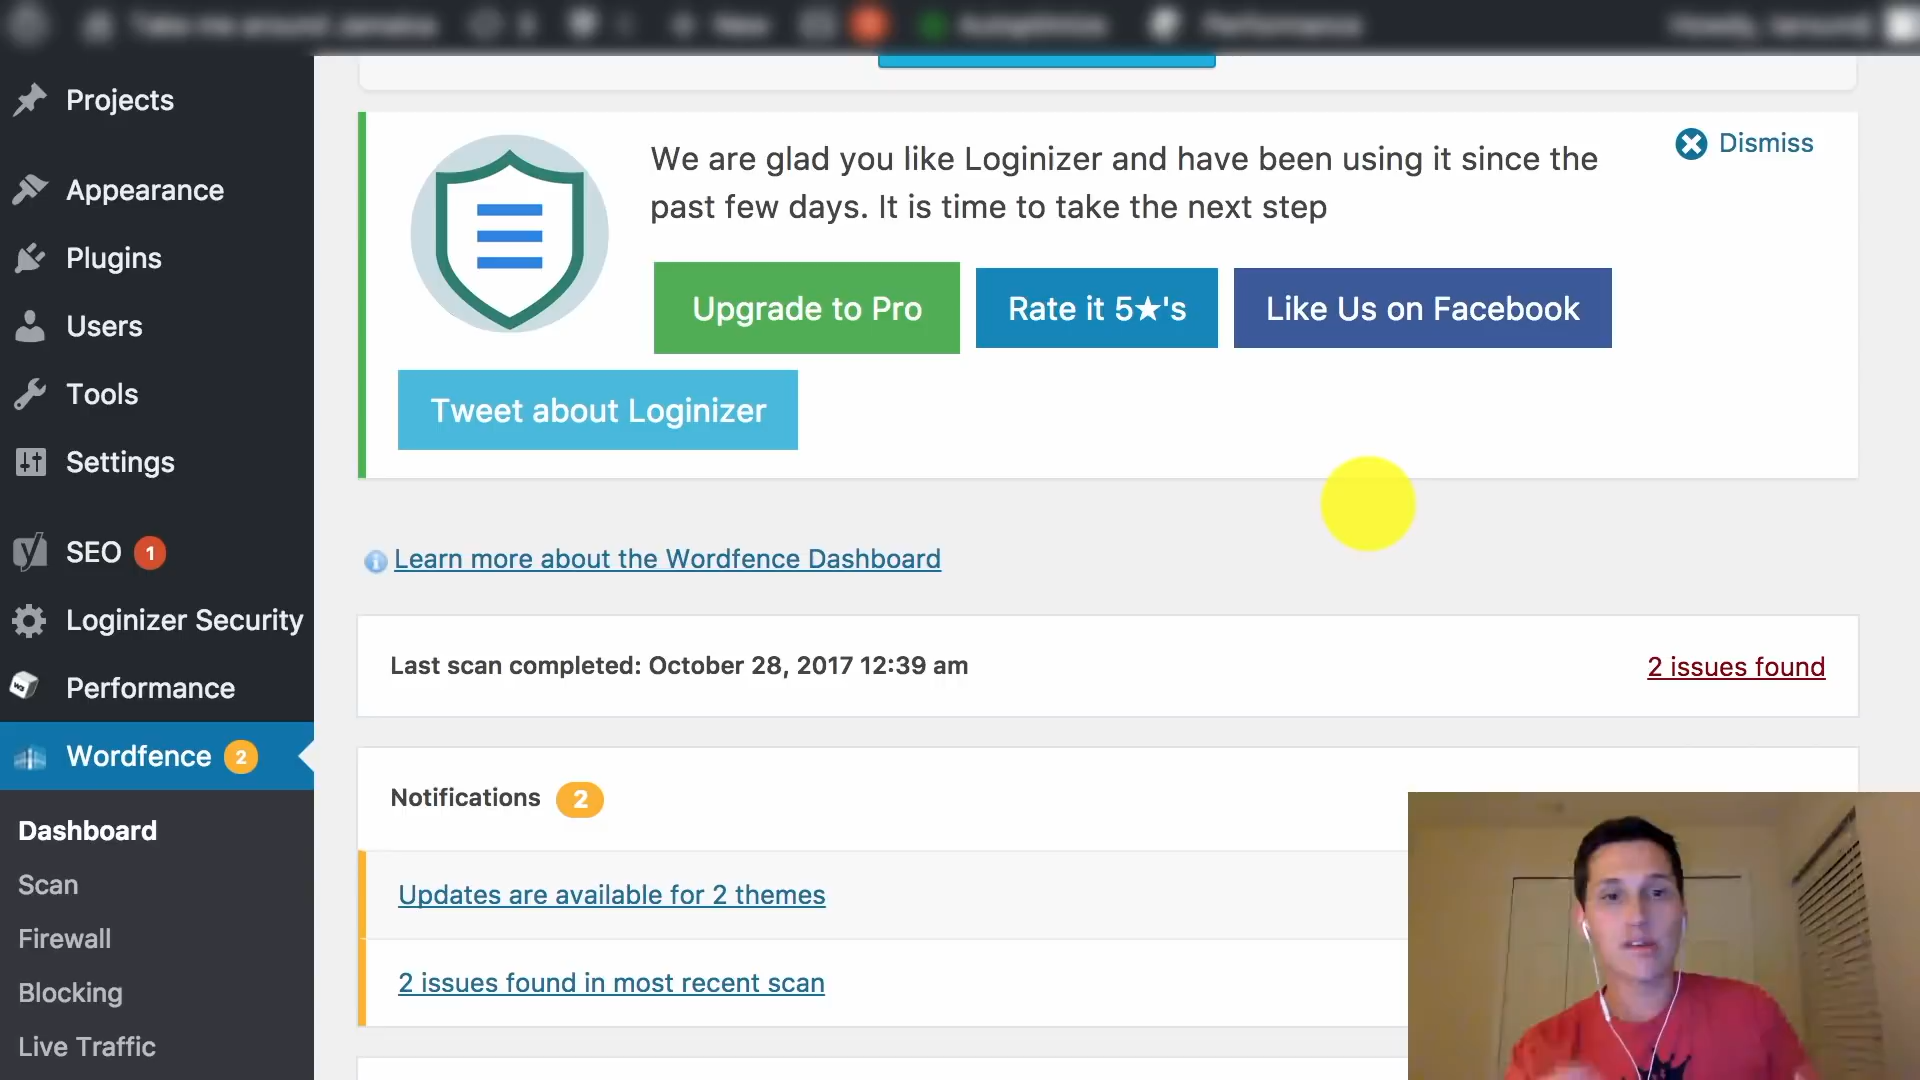 New
Performance
Projects
Appearance
Plugins
Users
Tools
Settings
SEO 1
Loginizer Security
Performance
Wordfence 2
Dashboard
Scan
Firewall
Blocking
Live Traffic
We are glad you like Loginizer and have been using it since the
past few days. It is time to take the next step
Dismiss
Upgrade to Pro
Rate it 5★'s
Like Us on Facebook
Tweet about Loginizer
Learn more about the Wordfence Dashboard
Last scan completed: October 28, 2017 12:39 am
2 issues found
Notifications 2
Updates are available for 2 themes
2 issues found in most recent scan